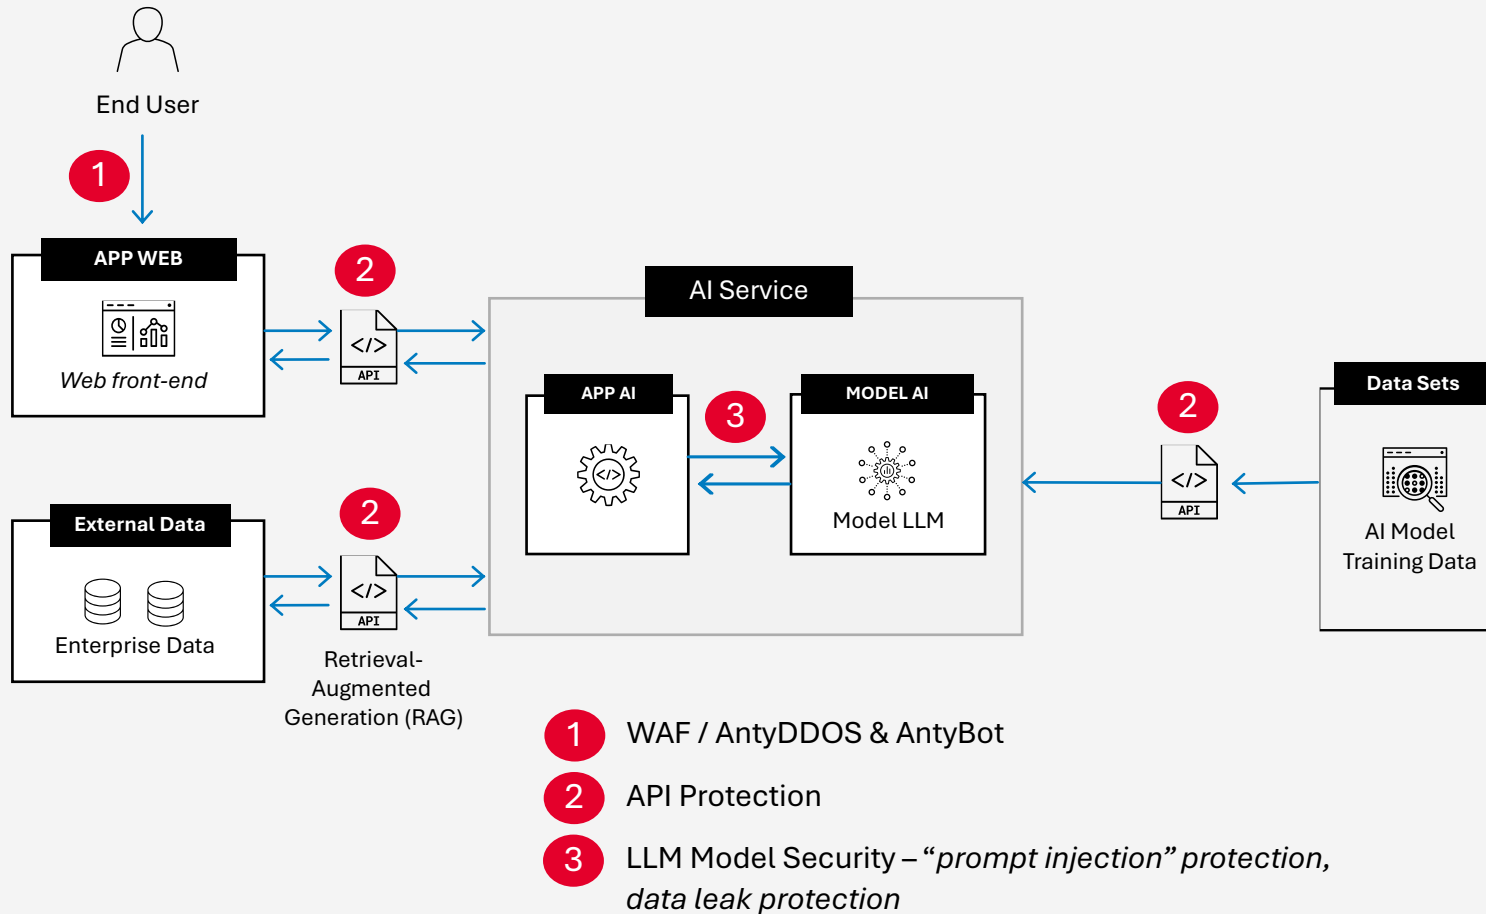 End User
1
APP WEB
Web front-end
2
</>
API
AI Service
APP AI
</>
3
MODEL AI
Model LLM
2
</>
API
Data Sets
AI Model
Training Data
External Data
Enterprise Data
2
</>
API
Retrieval-
Augmented
Generation (RAG)
1 WAF / AntyDDOS & AntyBot
2 API Protection
3 LLM Model Security – “prompt injection” protection,
data leak protection